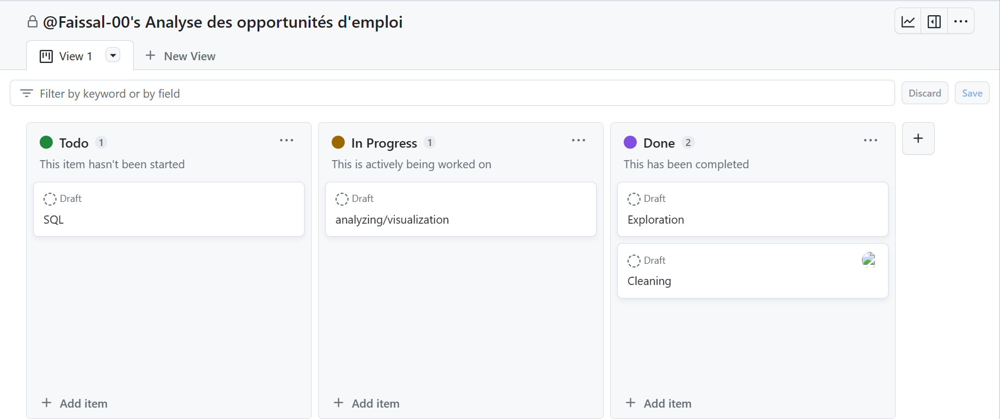 @Faissal-00's Analyse des opportunités d'emploi
View 1
New View
Filter by keyword or by field
Discard
Save
Todo 1
This item hasn't been started
Draft
SQL
Add item
In Progress 1
This is actively being worked on
Draft
analyzing/visualization
Add item
Done 2
This has been completed
Draft
Exploration
Draft
Cleaning
Add item